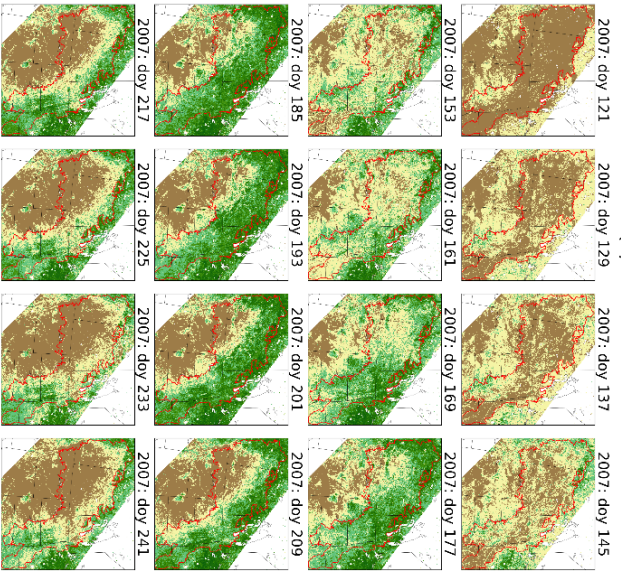 2007: doy 121
2007: doy 129
2007: doy 137
2007: doy 145
2007: doy 153
2007: doy 161
2007: doy 169
2007: doy 177
2007: doy 185
2007: doy 193
2007: doy 201
2007: doy 209
2007: doy 217
2007: doy 225
2007: doy 233
2007: doy 241